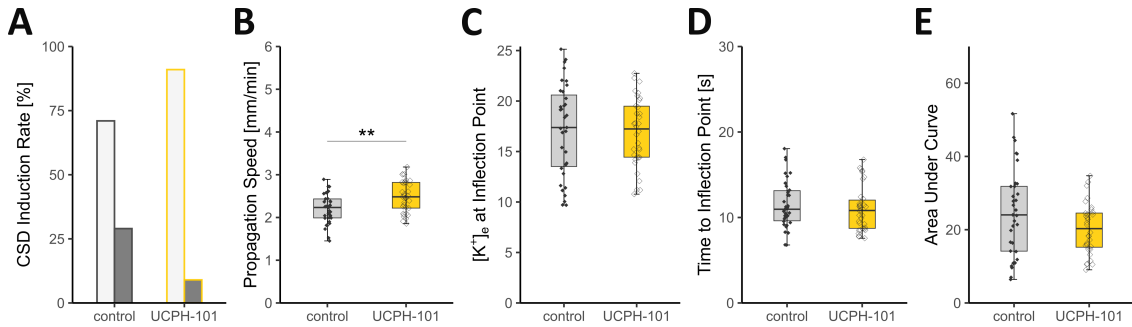 A
CSD Induction Rate [%]
100
75
50
25
0
control
UCPH-101
B
Propagation Speed [mm/min]
6
5
4
3
2
1
0
**
control
UCPH-101
C
[K⁺]ₑ at Inflection Point
25
20
15
10
5
0
control
UCPH-101
D
Time to Inflection Point [s]
30
20
10
0
control
UCPH-101
E
Area Under Curve
60
40
20
0
control
UCPH-101